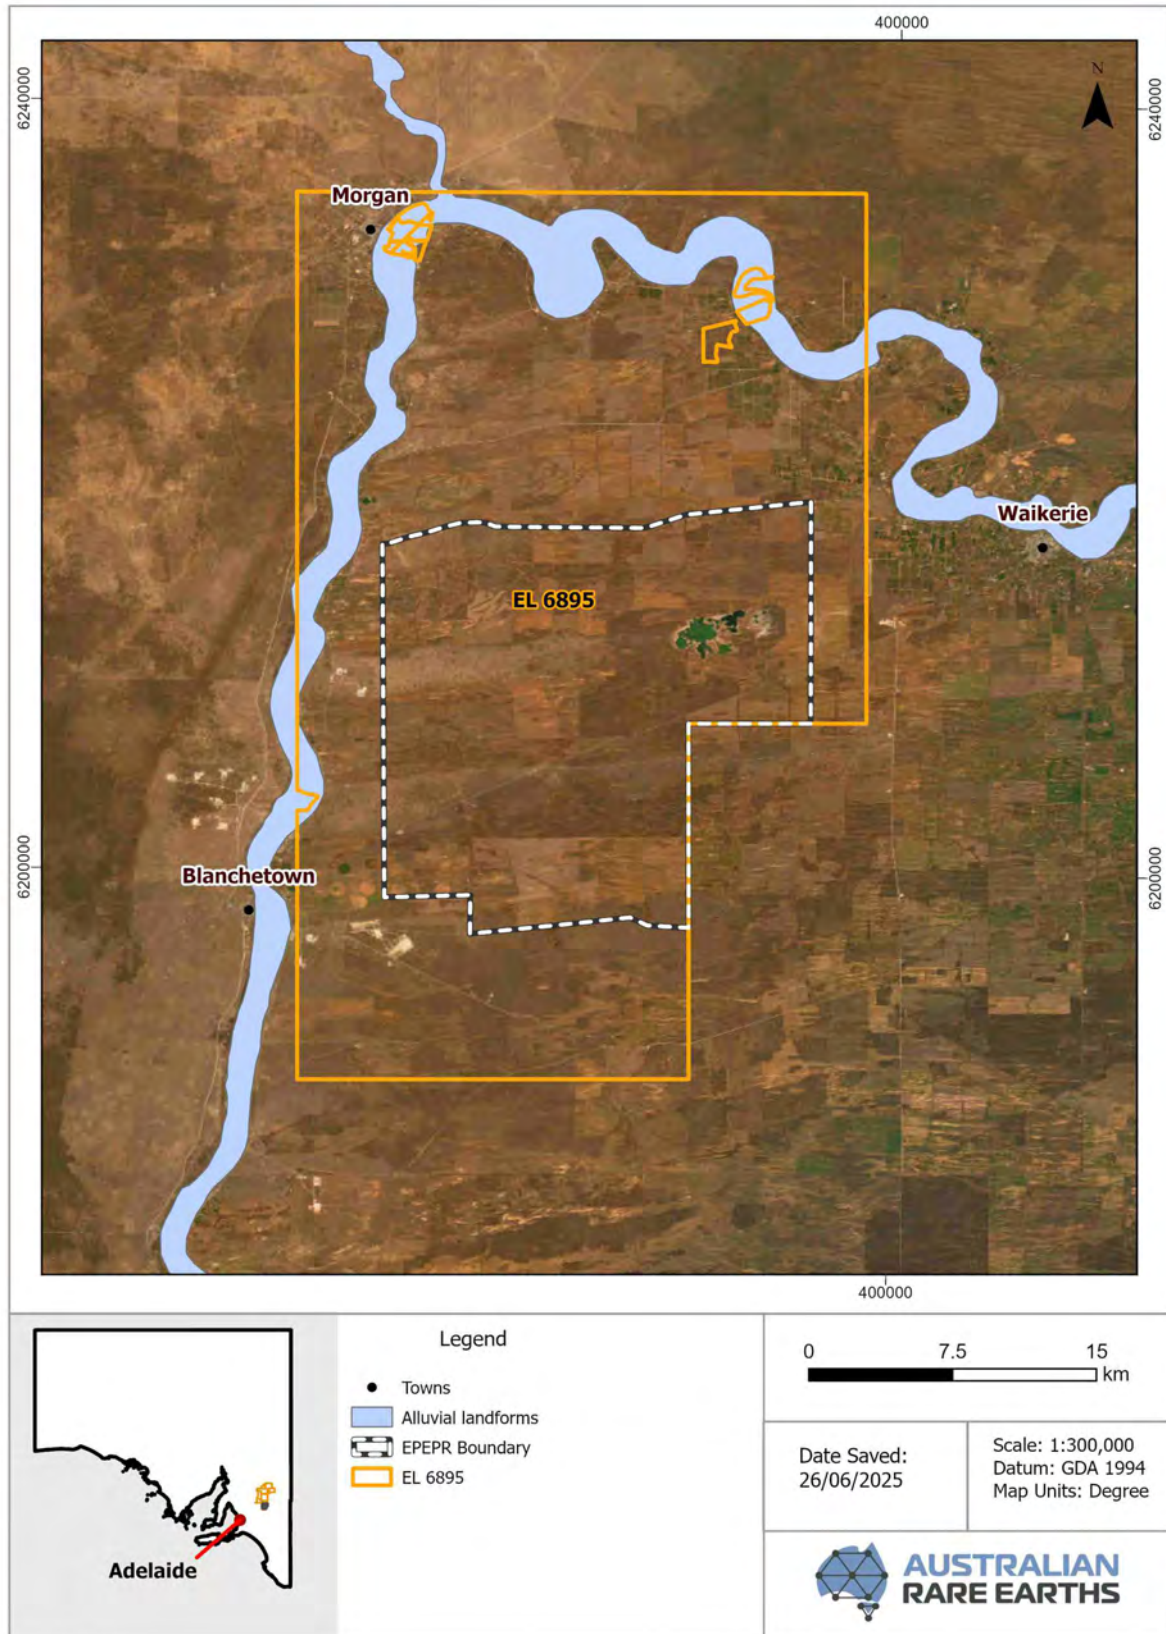 400000
6240000
6240000
N
Morgan
Waikerie
EL 6895
6200000
6200000
Blanchetown
400000
Legend
Towns
Alluvial landforms
EPEPR Boundary
EL 6895
Adelaide
0 7.5 15
km
Date Saved:
26/06/2025
Scale: 1:300,000
Datum: GDA 1994
Map Units: Degree
AUSTRALIAN
RARE EARTHS